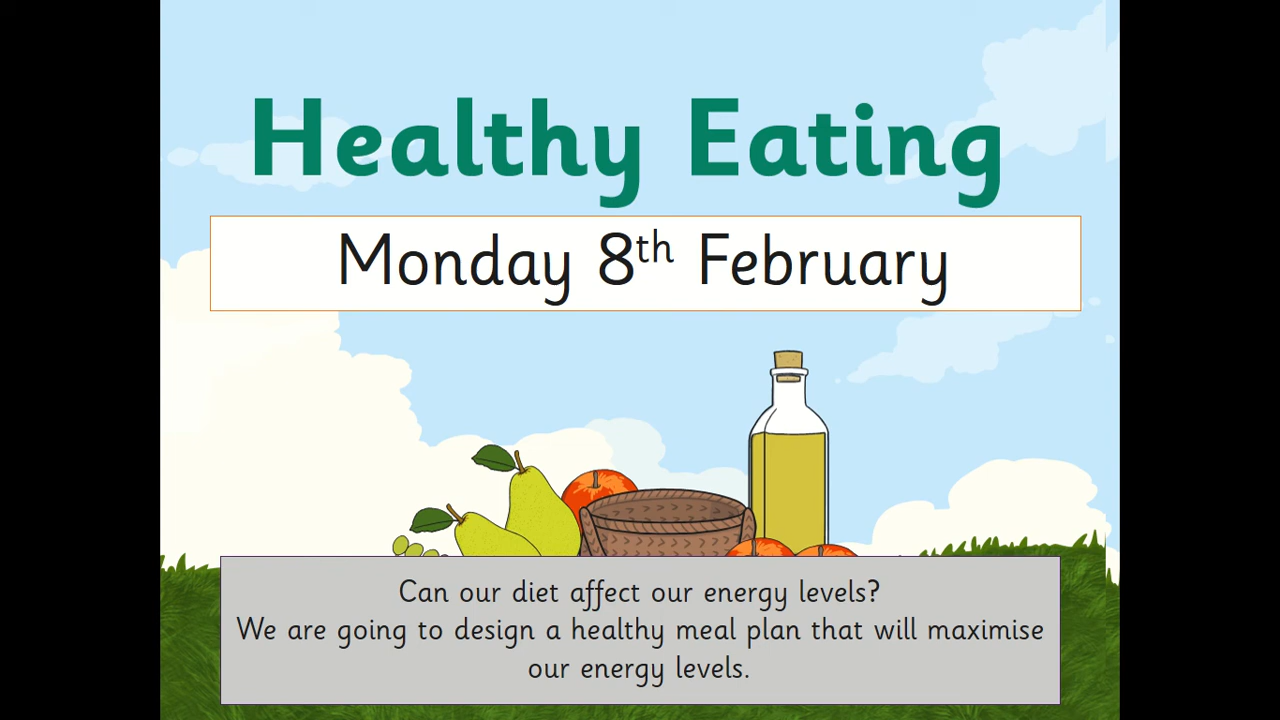 Healthy Eating
Monday 8th February
Can our diet affect our energy levels?
We are going to design a healthy meal plan that will maximise
our energy levels.